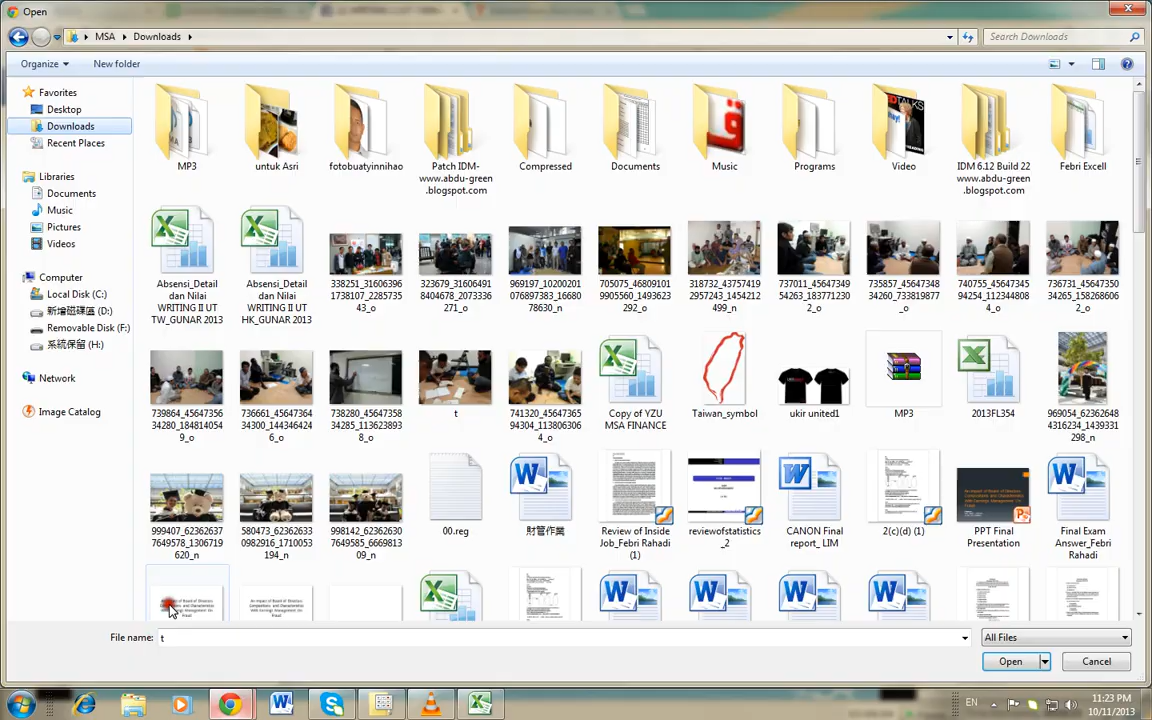 Open
MSA Downloads
Search Downloads
Organize
New folder
Favorites
Desktop
Downloads
Recent Places
Libraries
Documents
Music
Pictures
Videos
Computer
Local Disk (C:)
新增磁碟區 (D:)
Removable Disk (F:)
系統保留 (H:)
Network
Image Catalog
MP3
untuk Asri
fotobuatyinnihao
Patch IDM-
www.abdu-green
.blogspot.com
Compressed
Documents
Music
Programs
Video
IDM 6.12 Build 22
www.abdu-green
.blogspot.com
Febri Excell
Absensi_Detail
dan Nilai
WRITING II UT
TW_GUNAR 2013
Absensi_Detail
dan Nilai
WRITING II UT
HK_GUNAR 2013
338251_31606396
1738107_2285735
43_o
323679_31606491
8404678_2073336
271_o
969197_10200201
076897383_16680
78630_n
705075_46809101
9905560_1493623
292_o
318732_43757419
2957243_1454212
499_n
737011_45647349
54263_183771230
2_o
735857_45647348
34260_733819877
_o
740755_45647345
94254_112344808
4_o
736731_45647350
34265_158268606
2_o
739864_45647356
34280_184814054
9_o
736661_45647364
34300_144346424
6_o
738280_45647358
34285_113623893
8_o
t
741320_45647365
94304_113806306
4_o
Copy of YZU
MSA FINANCE
Taiwan_symbol
ukir united1
MP3
2013FL354
969054_62362648
4316234_1439331
298_n
999407_62362637
7649578_1306719
620_n
580473_62362630
0982916_1710053
194_n
998142_62362630
7649585_6669813
09_n
00.reg
財管作業
Review of Inside
Job_Febri Rahadi
(1)
reviewofstatistics
_2
CANON Final
report_ LIM
2(c)(d) (1)
PPT Final
Presentation
Final Exam
Answer_Febri
Rahadi
File name:
t
All Files
Open
Cancel
EN
11:23 PM
10/11/2013